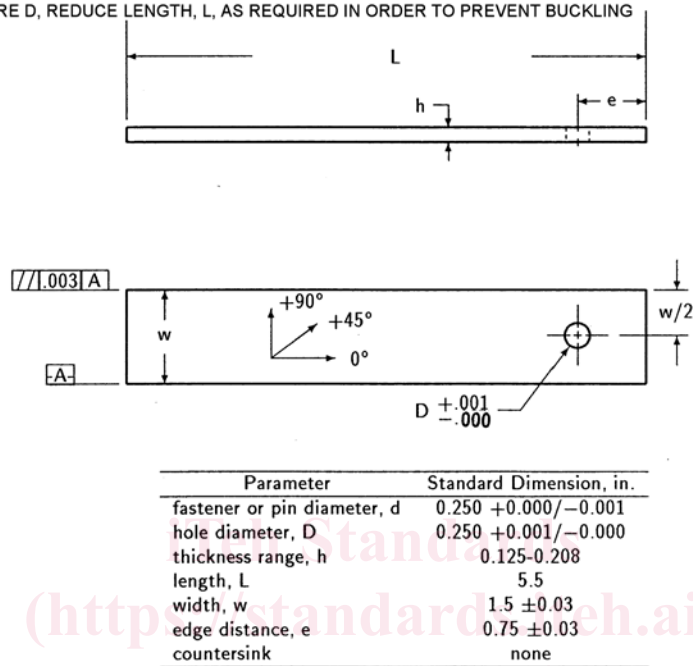 RE D, REDUCE LENGTH, L, AS REQUIRED IN ORDER TO PREVENT BUCKLING
L
h
e
//.003 A
+90°
+45°
0°
w
w/2
-A-
D +.001
-.000
Parameter Standard Dimension, in.
fastener or pin diameter, d 0.250 +0.000/−0.001
hole diameter, D 0.250 +0.001/−0.000
thickness range, h 0.125-0.208
length, L 5.5
width, w 1.5 ±0.03
edge distance, e 0.75 ±0.03
countersink none
iTeh Standards
(https://standards.iteh.ai